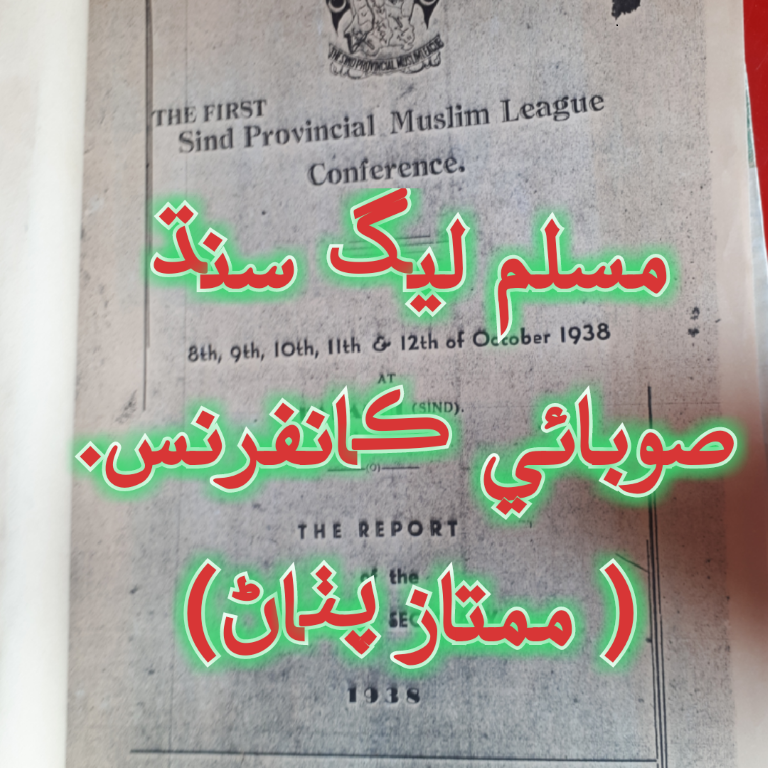 THE FIRST
Sind Provincial Muslim League
Conference.
مسلم ليگ سنڌ
8th, 9th, 10th, 11th & 12th of October 1938
AT
(SIND).
صوبائي ڪانفرنس.
(O)
THE REPORT
of the
( ممتاز پٺاڻ)
1938